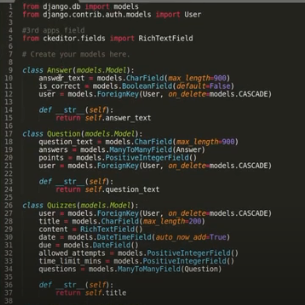 1 from django.db import models
2 from django.contrib.auth.models import User
3
4 #3rd apps field
5 from ckeditor.fields import RichTextField
6
7 # Create your models here.
8
9 class Answer(models.Model):
10 answer_text = models.CharField(max_length=900)
11 is_correct = models.BooleanField(default=False)
12 user = models.ForeignKey(User, on_delete=models.CASCADE)
13
14 def __str__(self):
15 return self.answer_text
16
17 class Question(models.Model):
18 question_text = models.CharField(max_length=900)
19 answers = models.ManyToManyField(Answer)
20 points = models.PositiveIntegerField()
21 user = models.ForeignKey(User, on_delete=models.CASCADE)
22
23 def __str__(self):
24 return self.question_text
25
26 class Quizzes(models.Model):
27 user = models.ForeignKey(User, on_delete=models.CASCADE)
28 title = models.CharField(max_length=200)
29 content = RichTextField()
30 date = models.DateTimeField(auto_now_add=True)
31 due = models.DateField()
32 allowed_attempts = models.PositiveIntegerField()
33 time_limit_mins = models.PositiveIntegerField()
34 questions = models.ManyToManyField(Question)
35
36 def __str__(self):
37 return self.title
38